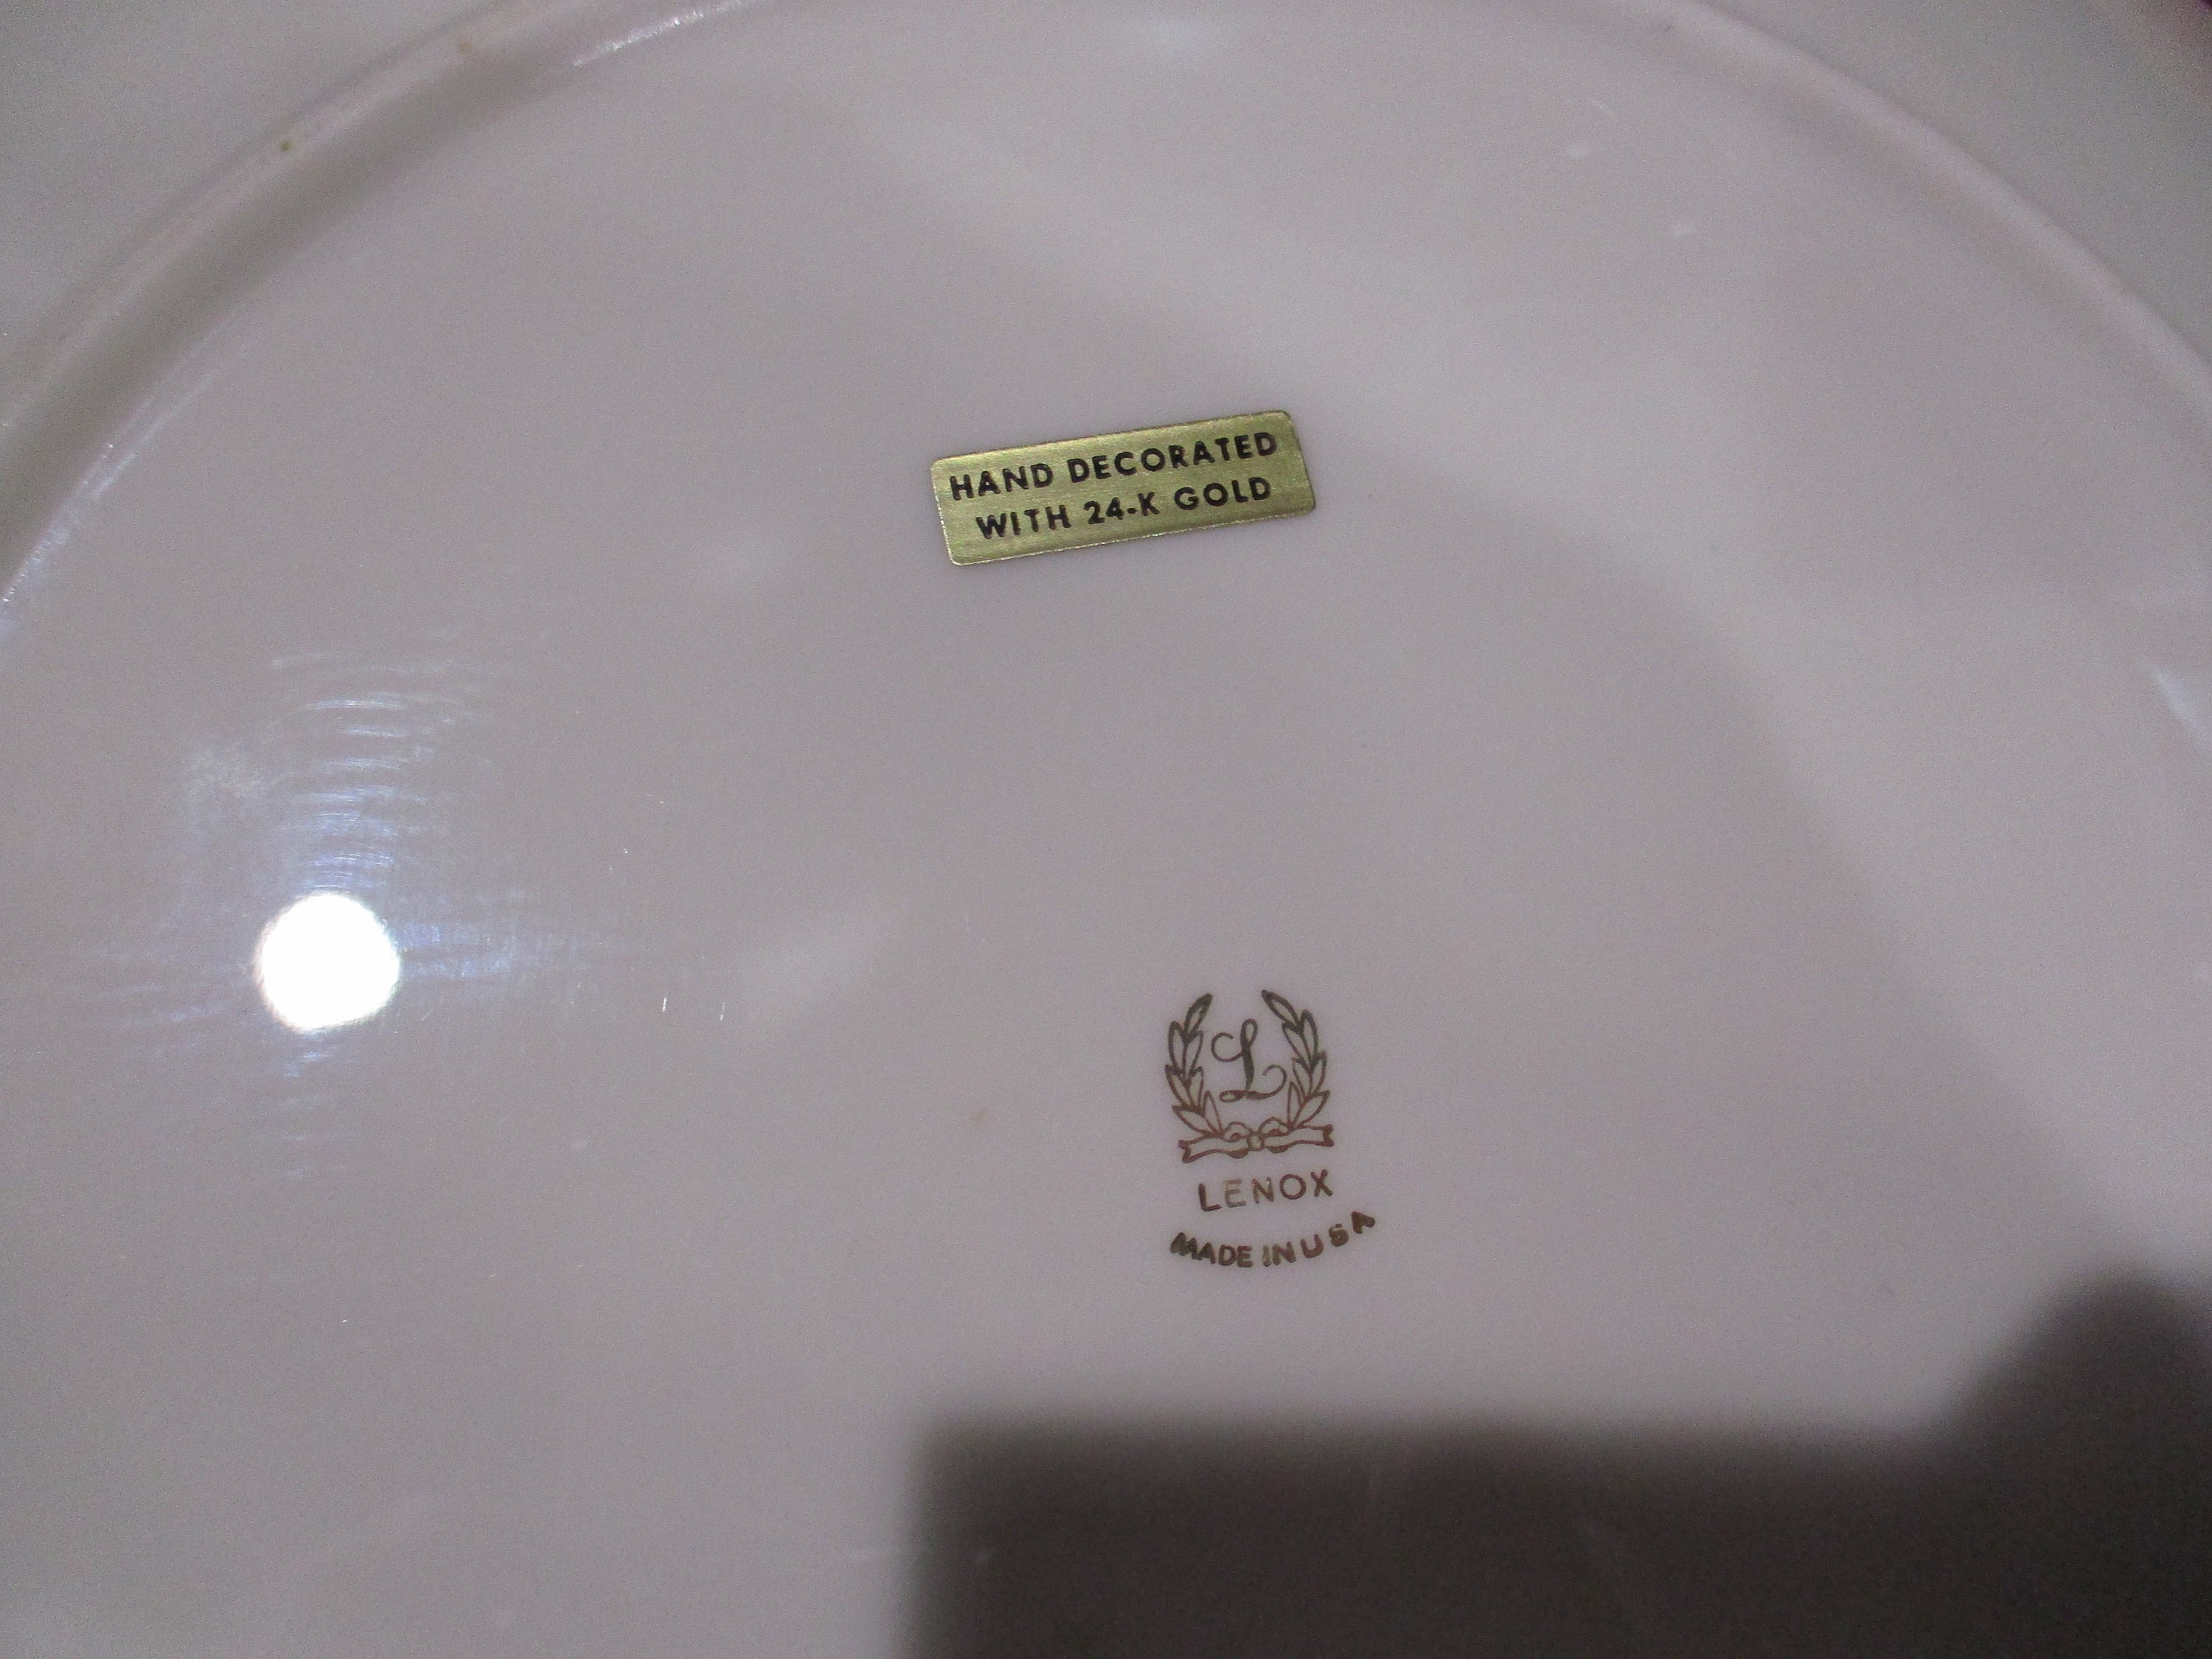 HAND DECORATED
WITH 24-K GOLD
L
LENOX
MADE IN USA